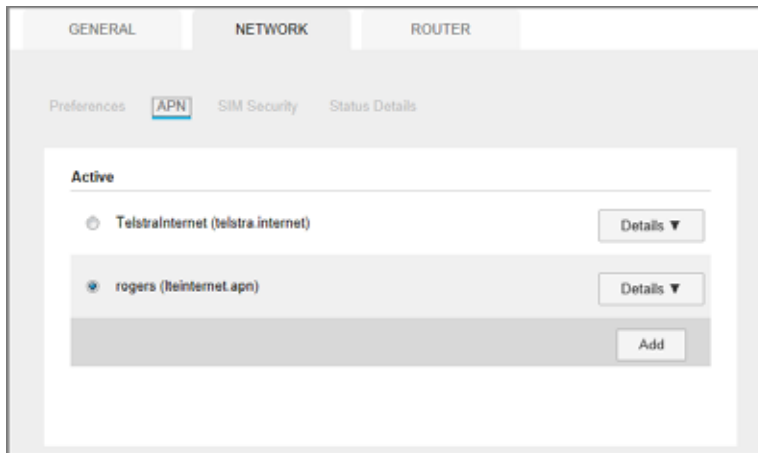 GENERAL NETWORK ROUTER
Preferences APN SIM Security Status Details
Active
TelstraInternet (telstra.internet) Details ▼
rogers (lteinternet.apn) Details ▼
Add